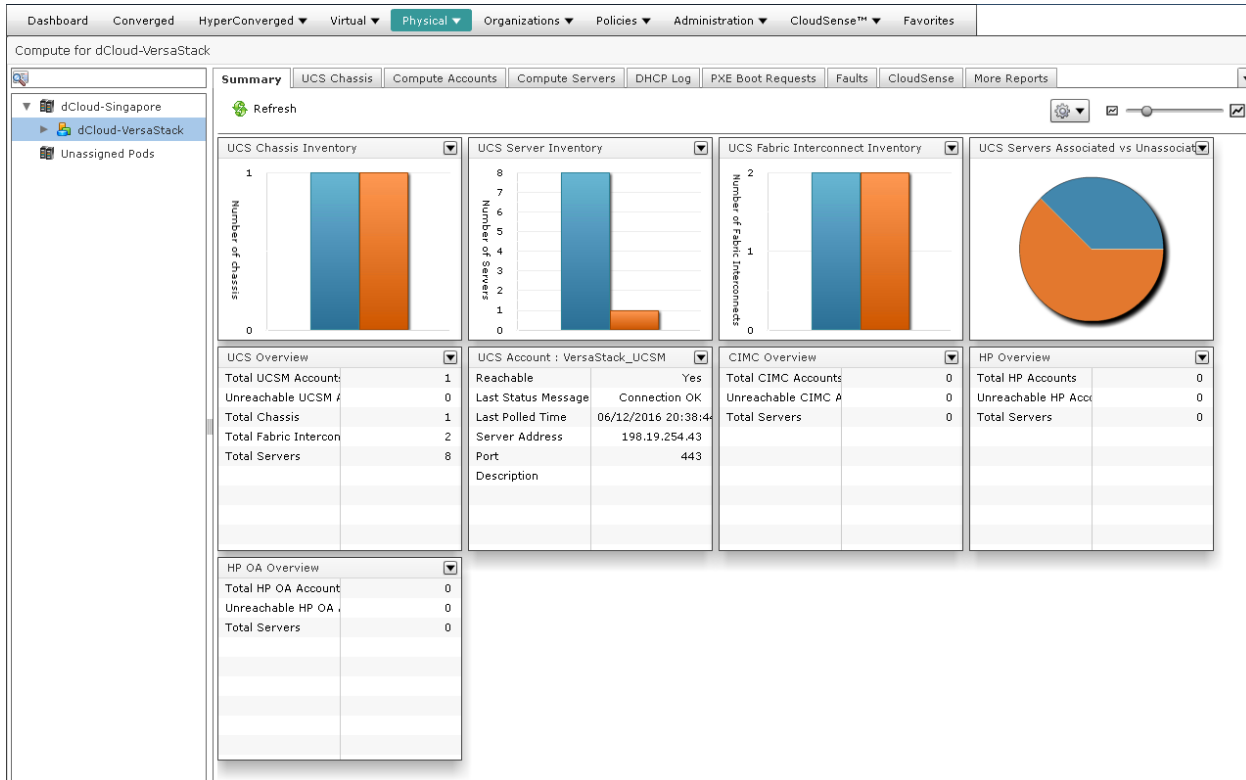 Dashboard Converged HyperConverged ▼ Virtual ▼ Physical ▼ Organizations ▼ Policies ▼ Administration ▼ CloudSense™ ▼ Favorites
Compute for dCloud-VersaStack
dCloud-Singapore
dCloud-VersaStack
Unassigned Pods
Summary UCS Chassis Compute Accounts Compute Servers DHCP Log PXE Boot Requests Faults CloudSense More Reports
Refresh
UCS Chassis Inventory
1
Number of chassis
0
UCS Server Inventory
8
7
6
5
4
3
2
1
0
Number of Servers
UCS Fabric Interconnect Inventory
2
1
0
Number of Fabric Interconnects
UCS Servers Associated vs Unassociat
UCS Overview
Total UCSM Accounts 1
Unreachable UCSM A 0
Total Chassis 1
Total Fabric Intercon 2
Total Servers 8
UCS Account : VersaStack_UCSM
Reachable Yes
Last Status Message Connection OK
Last Polled Time 06/12/2016 20:38:44
Server Address 198.19.254.43
Port 443
Description
CIMC Overview
Total CIMC Accounts 0
Unreachable CIMC A 0
Total Servers 0
HP Overview
Total HP Accounts 0
Unreachable HP Acco 0
Total Servers 0
HP OA Overview
Total HP OA Account 0
Unreachable HP OA 0
Total Servers 0